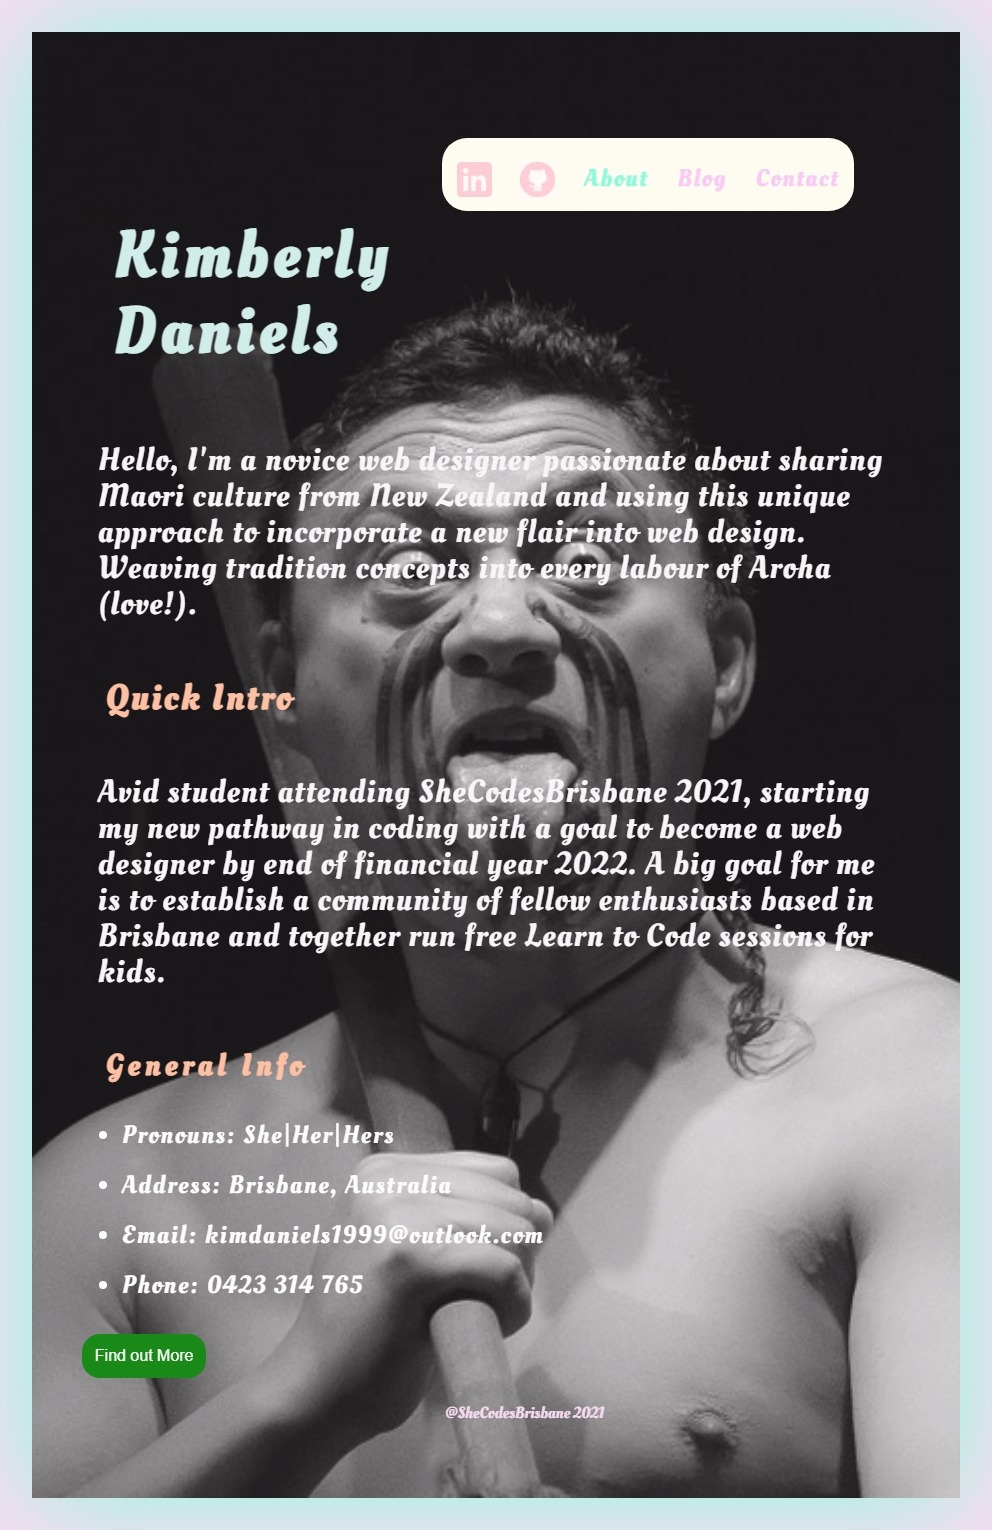 in
About Blog Contact
Kimberly
Daniels
Hello, I'm a novice web designer passionate about sharing
Maori culture from New Zealand and using this unique
approach to incorporate a new flair into web design.
Weaving tradition concepts into every labour of Aroha
(love!).
Quick Intro
Avid student attending SheCodesBrisbane 2021, starting
my new pathway in coding with a goal to become a web
designer by end of financial year 2022. A big goal for me
is to establish a community of fellow enthusiasts based in
Brisbane and together run free Learn to Code sessions for
kids.
General Info
• Pronouns: She|Her|Hers
• Address: Brisbane, Australia
• Email: kimdaniels1999@outlook.com
• Phone: 0423 314 765
Find out More
@SheCodesBrisbane 2021